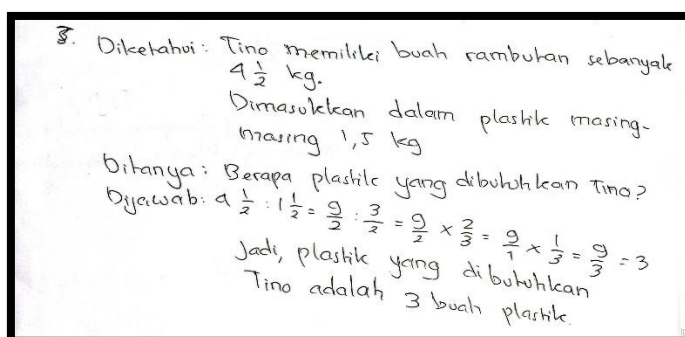 3. Diketahui: Tino memiliki buah rambutan sebanyak
4 1/2 kg.
Dimasukkan dalam plastik masing-
masing 1,5 kg
Ditanya: Berapa plastik yang dibutuhkan Tino?
Dijawab: 4 1/2 : 1 1/2 = 9/2 : 3/2 = 9/2 × 2/3 = 9/1 × 1/3 = 9/3 = 3
Jadi, plastik yang dibutuhkan
Tino adalah 3 buah plastik.